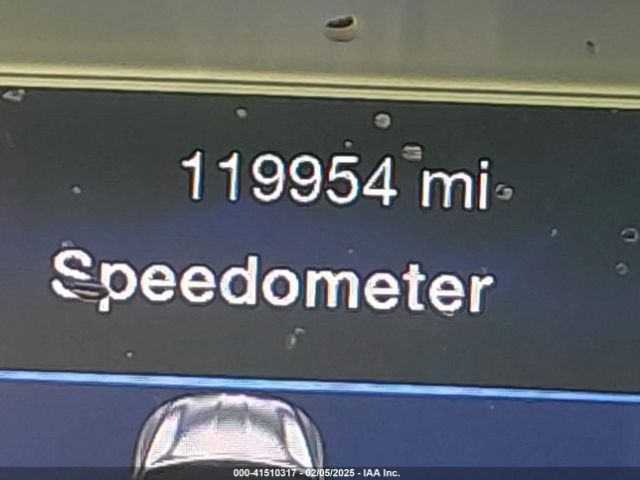 119954 mi
Speedometer
000-41510317 - 02/05/2025 - IAA Inc.